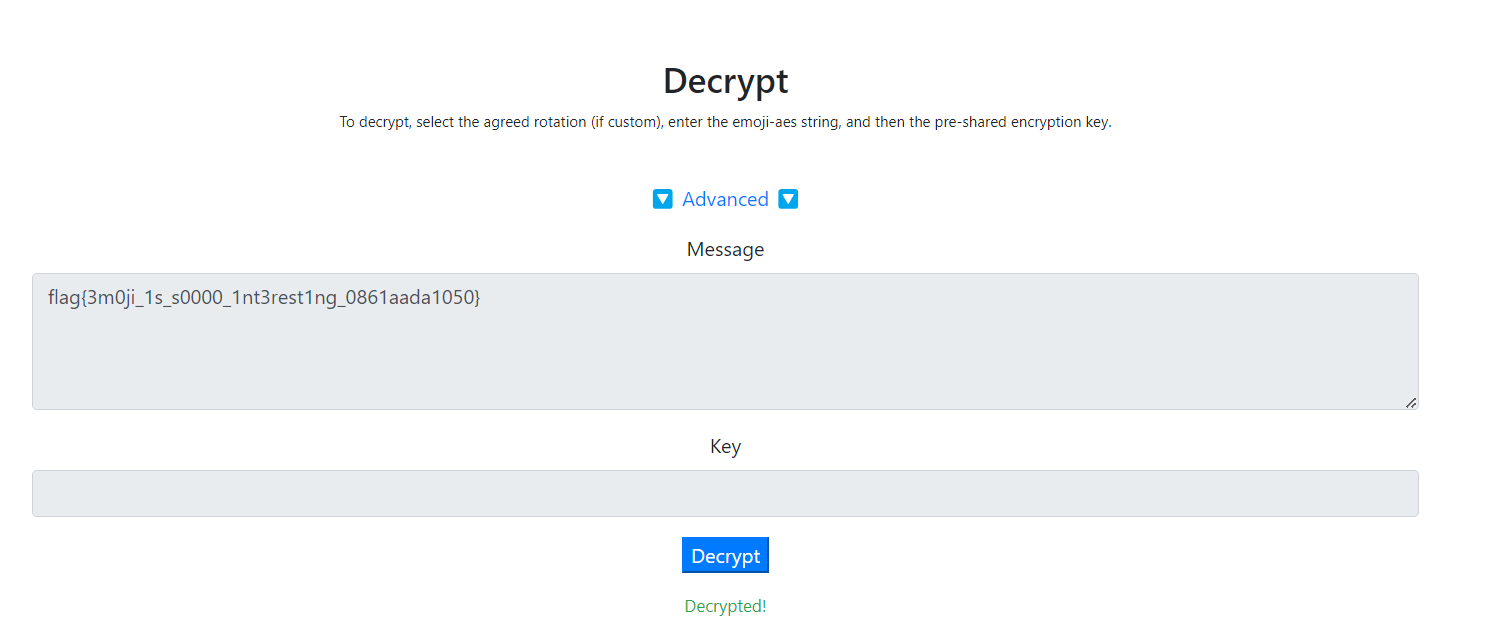 Decrypt
To decrypt, select the agreed rotation (if custom), enter the emoji-aes string, and then the pre-shared encryption key.
🔽 Advanced 🔽
Message
flag{3m0ji_1s_s0000_1nt3rest1ng_0861aada1050}
Key
Decrypt
Decrypted!